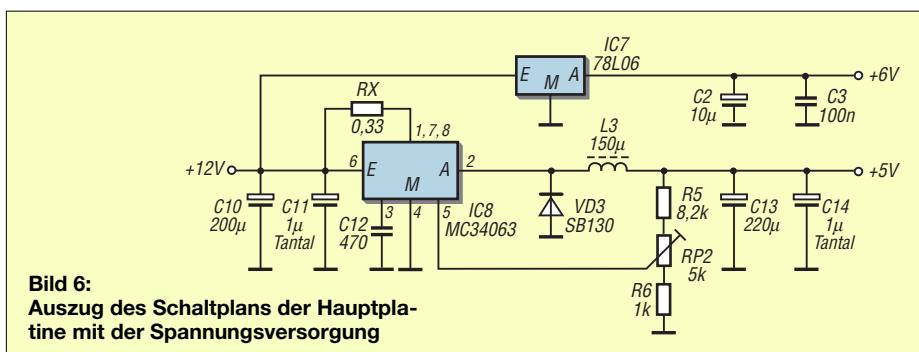 IC7
78L06
E
M
A
+6V
C2
10µ
C3
100n
RX
0,33
1,7,8
L3
150µ
+12V
6
E
M
A
2
+5V
C10
200µ
C11
1µ
Tantal
C12
470
3
4
5
IC8
MC34063
VD3
SB130
R5
8,2k
RP2
5k
R6
1k
C13
220µ
C14
1µ
Tantal
Bild 6:
Auszug des Schaltplans der Hauptpla-
tine mit der Spannungsversorgung